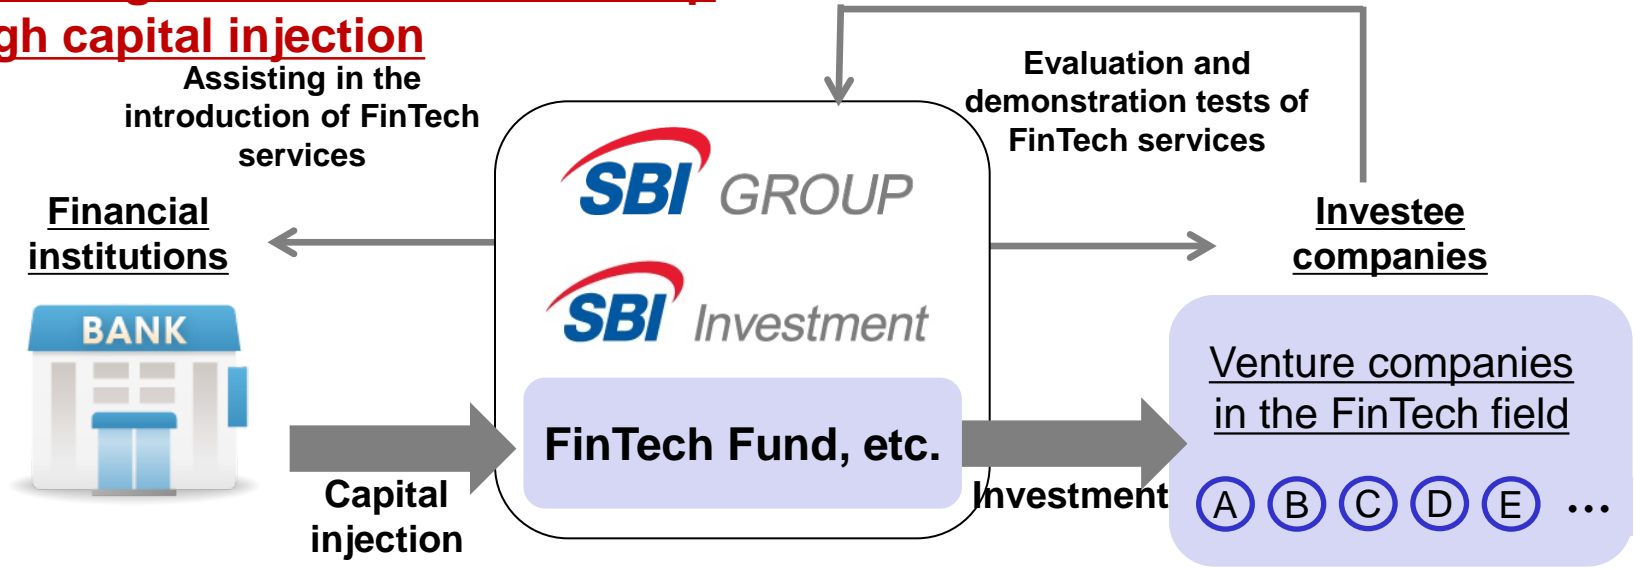 gh capital injection
Assisting in the
introduction of FinTech
services
Evaluation and
demonstration tests of
FinTech services
SBI GROUP
Financial
institutions
Investee
companies
SBI Investment
BANK
Venture companies
in the FinTech field
FinTech Fund, etc.
Capital
injection
Investment
A B C D E ...